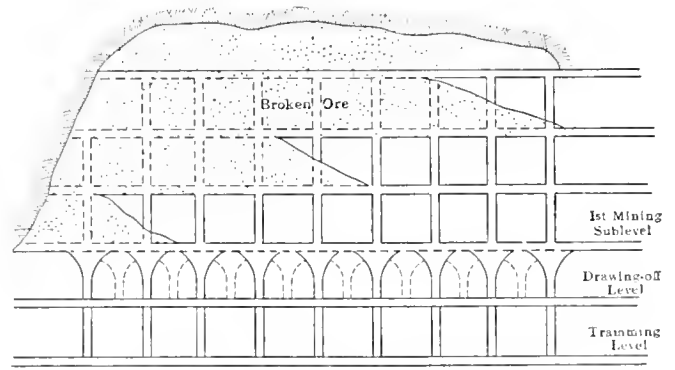 Broken Ore
1st Mining
Sublevel
Drawing-off
Level
Tramming
Level